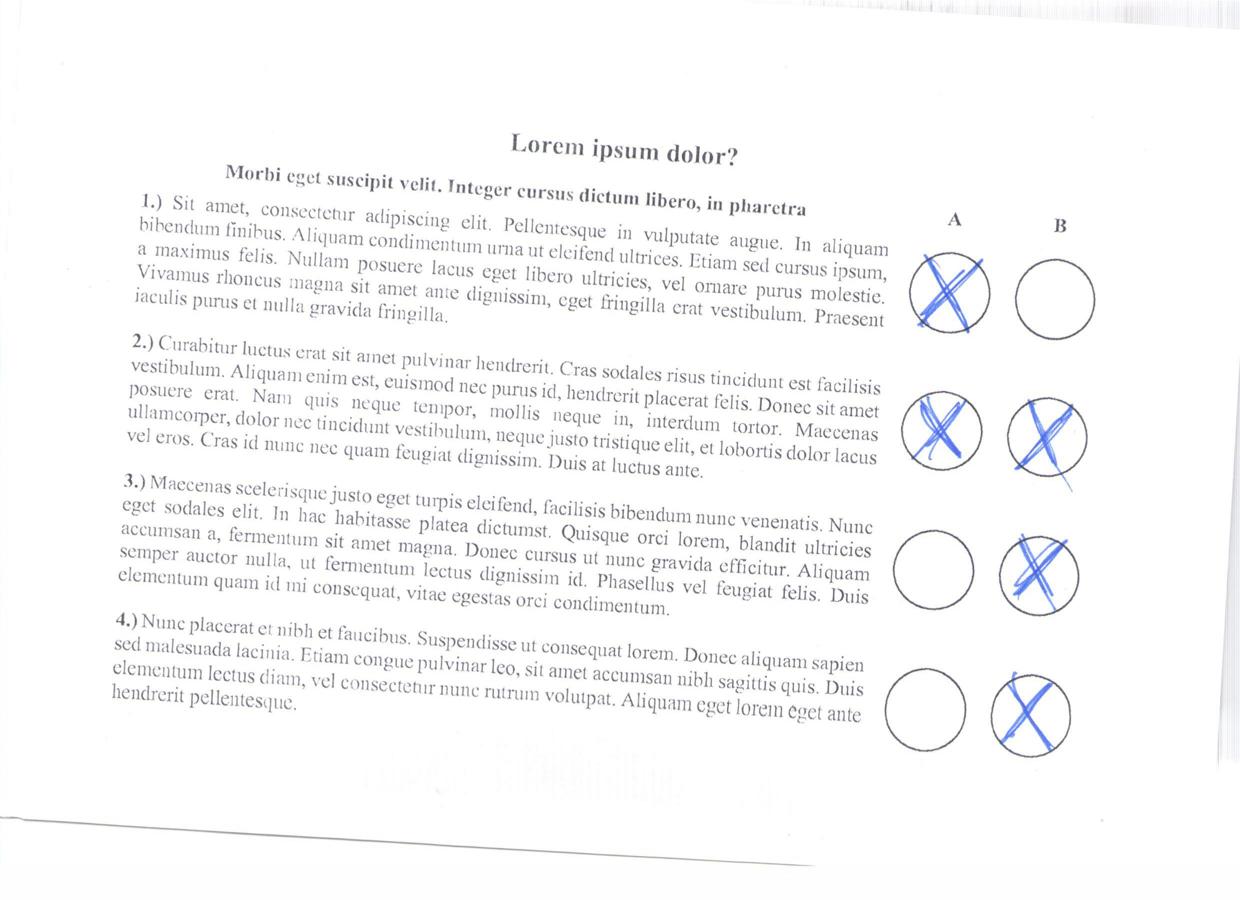 Lorem ipsum dolor?
Morbi eget suscipit velit. Integer cursus dictum libero, in pharetra
A B
1.) Sit amet, consectetur adipiscing elit. Pellentesque in vulputate augue. In aliquam
bibendum finibus. Aliquam condimentum urna ut eleifend ultrices. Etiam sed cursus ipsum,
a maximus felis. Nullam posuere lacus eget libero ultricies, vel ornare purus molestie.
Vivamus rhoncus magna sit amet ante dignissim, eget fringilla erat vestibulum. Praesent
iaculis purus et nulla gravida fringilla.
2.) Curabitur luctus erat sit amet pulvinar hendrerit. Cras sodales risus tincidunt est facilisis
vestibulum. Aliquam enim est, euismod nec purus id, hendrerit placerat felis. Donec sit amet
posuere erat. Nam quis neque tempor, mollis neque in, interdum tortor. Maecenas
ullamcorper, dolor nec tincidunt vestibulum, neque justo tristique elit, et lobortis dolor lacus
vel eros. Cras id nunc nec quam feugiat dignissim. Duis at luctus ante.
3.) Maecenas scelerisque justo eget turpis eleifend, facilisis bibendum nunc venenatis. Nunc
eget sodales elit. In hac habitasse platea dictumst. Quisque orci lorem, blandit ultricies
accumsan a, fermentum sit amet magna. Donec cursus ut nunc gravida efficitur. Aliquam
semper auctor nulla, ut fermentum lectus dignissim id. Phasellus vel feugiat felis. Duis
elementum quam id mi consequat, vitae egestas orci condimentum.
4.) Nunc placerat et nibh et faucibus. Suspendisse ut consequat lorem. Donec aliquam sapien
sed malesuada lacinia. Etiam congue pulvinar leo, sit amet accumsan nibh sagittis quis. Duis
elementum lectus diam, vel consectetur nunc rutrum volutpat. Aliquam eget lorem eget ante
hendrerit pellentesque.